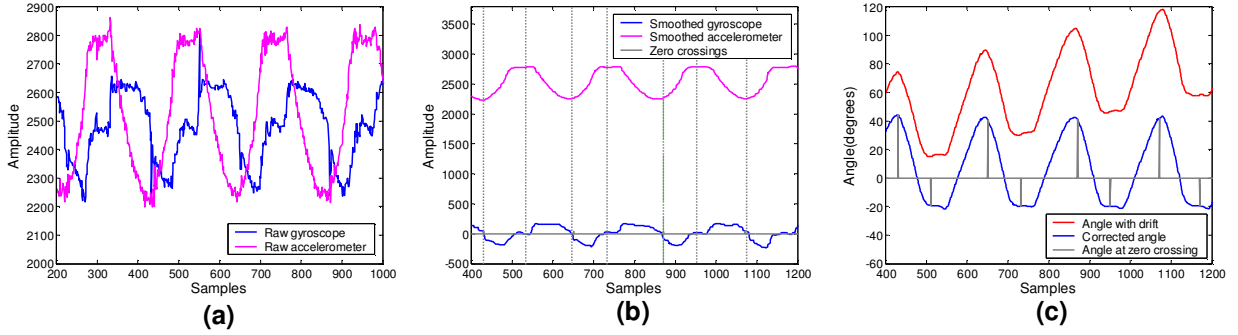 2900
2800
2700
2600
2500
2400
2300
2200
2100
2000
Amplitude
200 300 400 500 600 700 800 900 1000
Samples
Raw gyroscope
Raw accelerometer
(a)
3500
3000
2500
2000
1500
1000
500
0
-500
Amplitude
400 500 600 700 800 900 1000 1100 1200
Samples
Smoothed gyroscope
Smoothed accelerometer
Zero crossings
(b)
120
100
80
60
40
20
0
-20
-40
-60
Angle(degrees)
400 500 600 700 800 900 1000 1100 1200
Samples
Angle with drift
Corrected angle
Angle at zero crossing
(c)